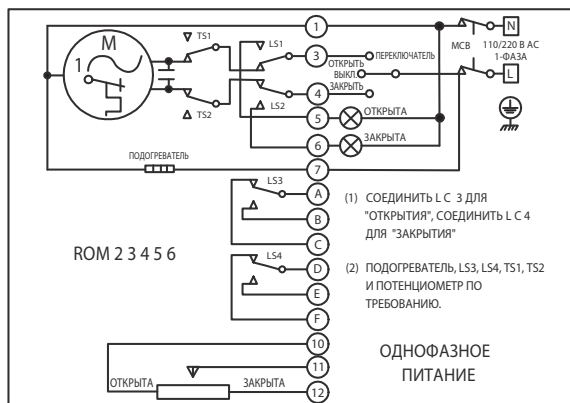 M
1
TS1
TS2
LS1
LS2
1
3
ПЕРЕКЛЮЧАТЕЛЬ
ОТКРЫТЬ
ВЫКЛ.
ЗАКРЫТЬ
4
5
ОТКРЫТА
6
ЗАКРЫТА
7
МСВ
N
110/220 В АС
1-ФАЗА
L
ПОДОГРЕВАТЕЛЬ
LS3
A
B
C
LS4
D
E
F
ROM 2 3 4 5 6
(1) СОЕДИНИТЬ L С 3 ДЛЯ
"ОТКРЫТИЯ", СОЕДИНИТЬ L С 4
ДЛЯ "ЗАКРЫТИЯ"
(2) ПОДОГРЕВАТЕЛЬ, LS3, LS4, TS1, TS2
И ПОТЕНЦИОМЕТР ПО
ТРЕБОВАНИЮ.
10
11
12
ОТКРЫТА
ЗАКРЫТА
ОДНОФАЗНОЕ
ПИТАНИЕ